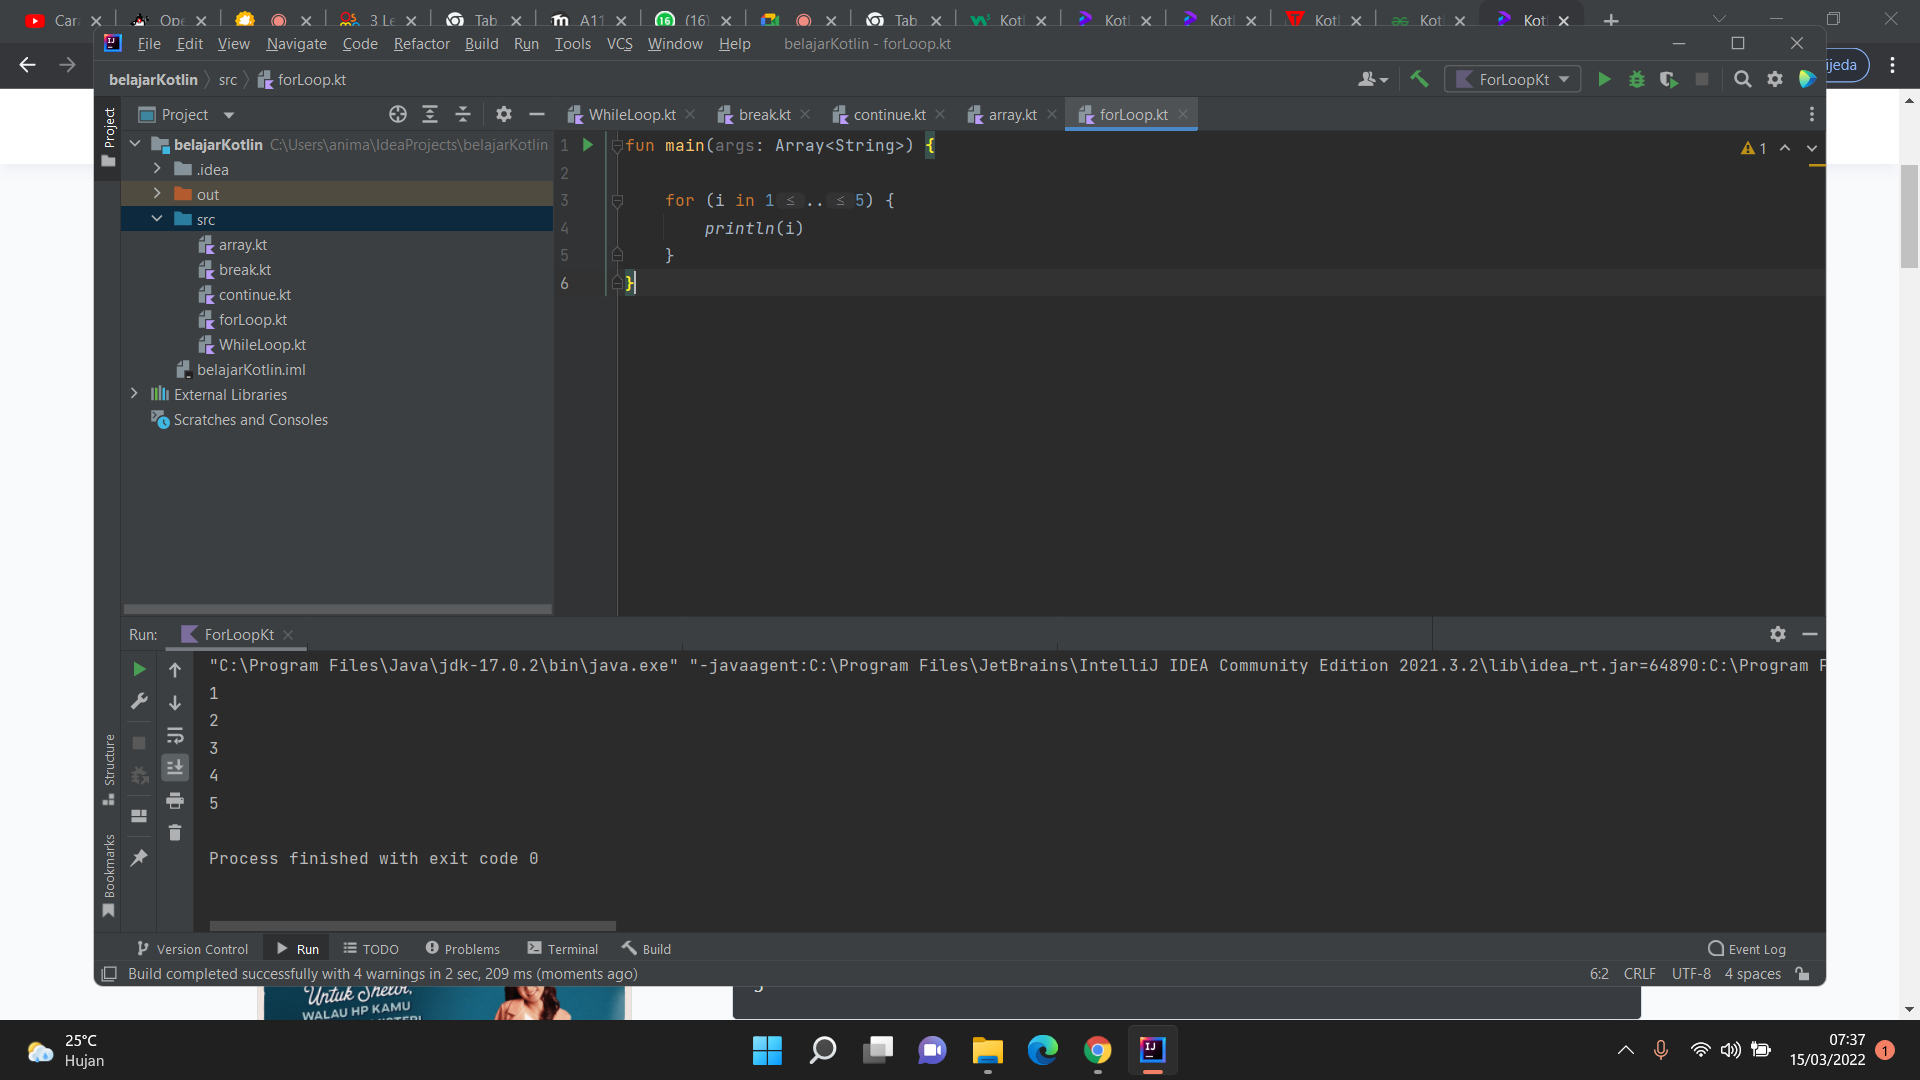 Car
Ope
3 Le
Tab
A11
(16)
Tab
Kotl
Kotl
Kotl
Kotl
Kotl
Kotl
File Edit View Navigate Code Refactor Build Run Tools VCS Window Help belajarKotlin - forLoop.kt
belajarKotlin src forLoop.kt
ForLoopKt
ijeda
Project
Project
WhileLoop.kt break.kt continue.kt array.kt forLoop.kt
belajarKotlin C:\Users\anima\IdeaProjects\belajarKotlin
.idea
out
src
array.kt
break.kt
continue.kt
forLoop.kt
WhileLoop.kt
belajarKotlin.iml
External Libraries
Scratches and Consoles
1 fun main(args: Array<String>) {
2
3 for (i in 1 ≤ .. ≤ 5) {
4 println(i)
5 }
6 }
1
Run: ForLoopKt
"C:\Program Files\Java\jdk-17.0.2\bin\java.exe" "-javaagent:C:\Program Files\JetBrains\IntelliJ IDEA Community Edition 2021.3.2\lib\idea_rt.jar=64890:C:\Program F
1
2
3
4
5
Process finished with exit code 0
Structure
Bookmarks
Version Control Run TODO Problems Terminal Build Event Log
Build completed successfully with 4 warnings in 2 sec, 209 ms (moments ago) 6:2 CRLF UTF-8 4 spaces
Untuk Shelor,
WALAU HP KAMU
25°C
Hujan
07:37
15/03/2022
1